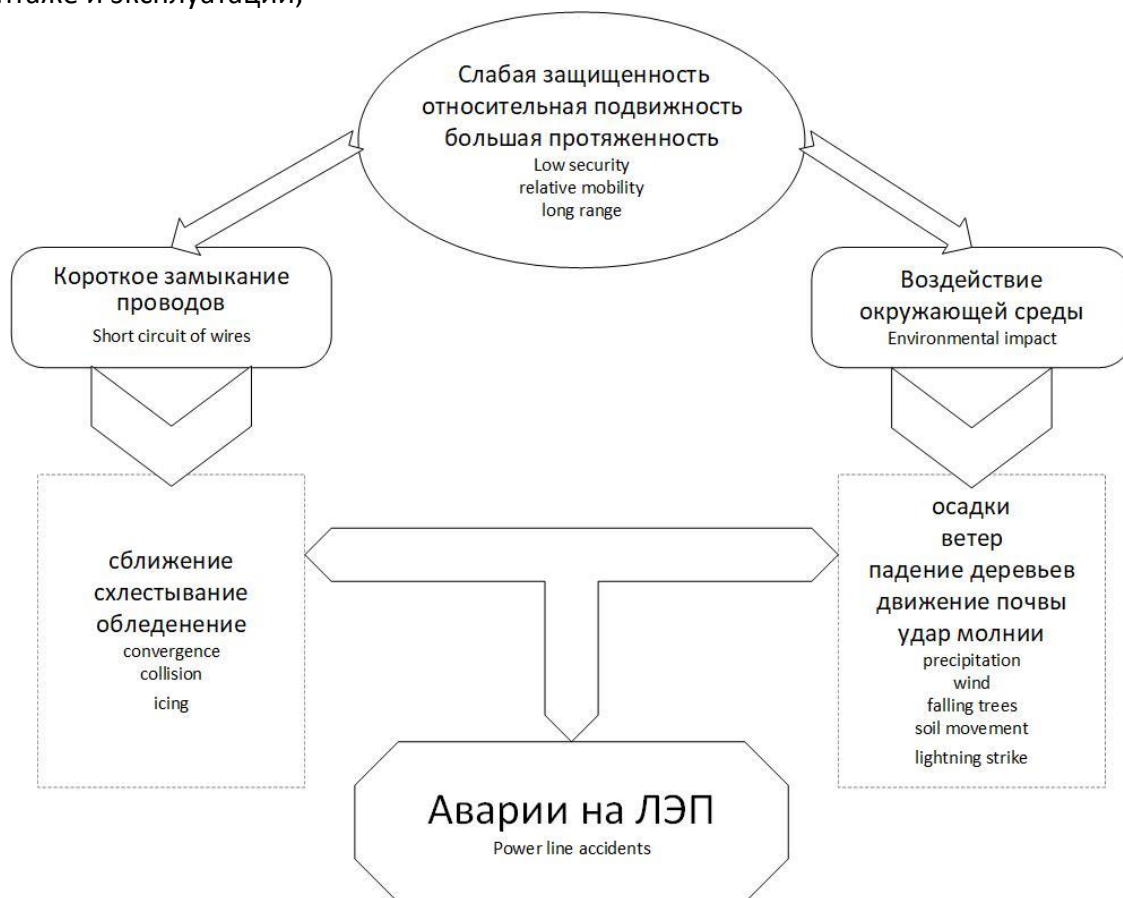 и эксплуатации,
Слабая защищенность
относительная подвижность
большая протяженность
Low security
relative mobility
long range
Короткое замыкание
проводов
Short circuit of wires
Воздействие
окружающей среды
Environmental impact
сближение
схлестывание
обледенение
convergence
collision
icing
осадки
ветер
падение деревьев
движение почвы
удар молнии
precipitation
wind
falling trees
soil movement
lightning strike
Аварии на ЛЭП
Power line accidents